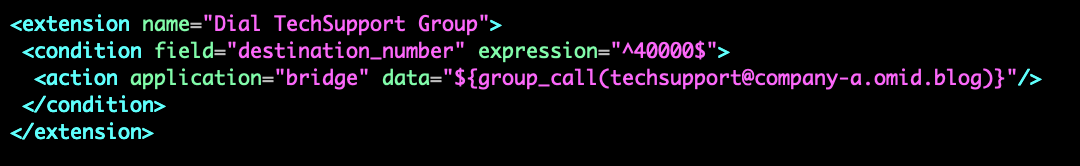 <extension name="Dial TechSupport Group">
<condition field="destination_number" expression="^40000$">
<action application="bridge" data="${group_call(techsupport@company-a.omid.blog)}"/>
</condition>
</extension>